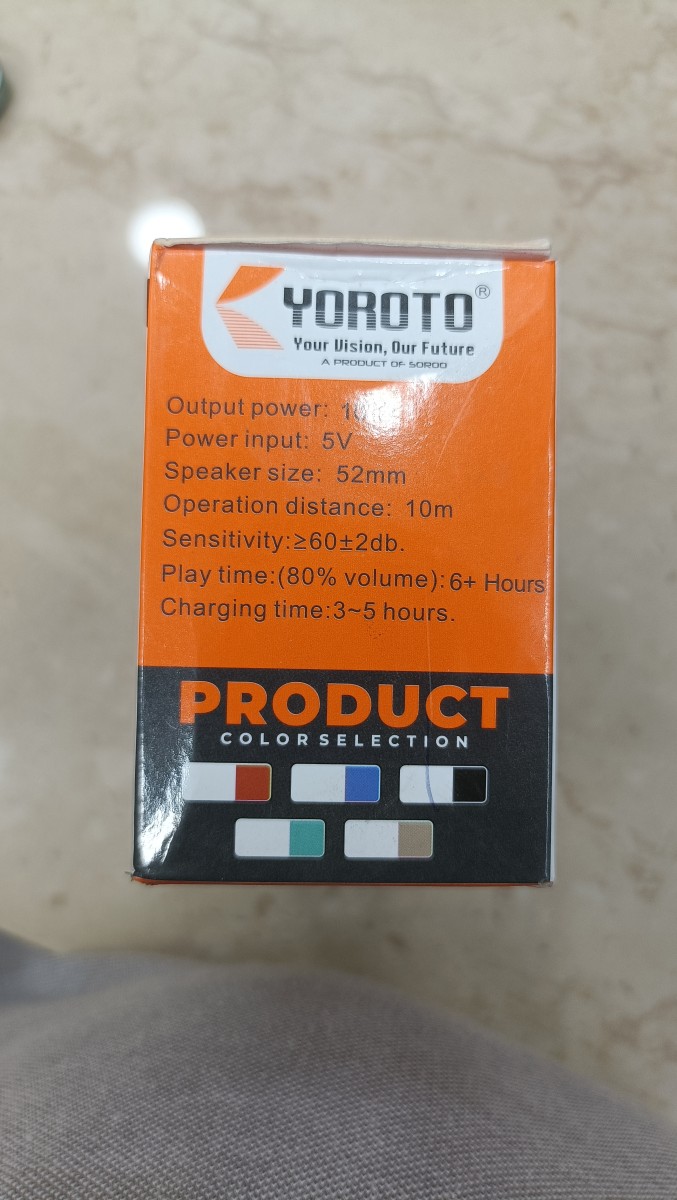 YOROTO®
Your Vision, Our Future
A PRODUCT OF SOROO
Output power:
Power input: 5V
Speaker size: 52mm
Operation distance: 10m
Sensitivity:≥60±2db.
Play time:(80% volume): 6+ Hours
Charging time:3~5 hours.
PRODUCT
COLOR SELECTION